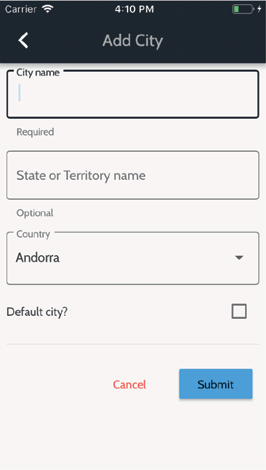 Carrier 4:10 PM
Add City
City name
Required
State or Territory name
Optional
Country
Andorra
Default city?
Cancel Submit